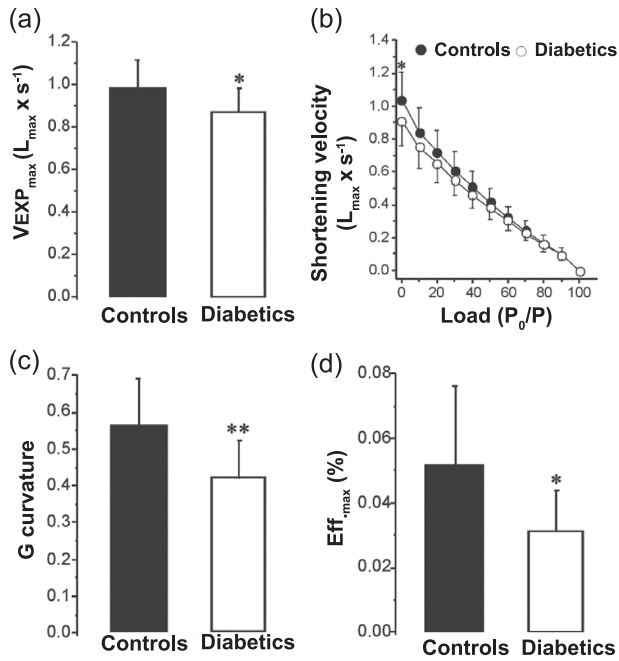 (a)
VEXPmax (Lmax x s-1)
1.2
1.0
0.8
0.6
0.4
0.2
0.0
*
Controls
Diabetics
(b)
Controls
Diabetics
Shortening velocity
(Lmax x s-1)
1.4
1.2
1.0
0.8
0.6
0.4
0.2
0.0
*
0
20
40
60
80
100
Load (P0/P)
(c)
G curvature
0.7
0.6
0.5
0.4
0.3
0.2
0.1
0.0
**
Controls
Diabetics
(d)
Eff.max (%)
0.08
0.06
0.04
0.02
0.00
*
Controls
Diabetics